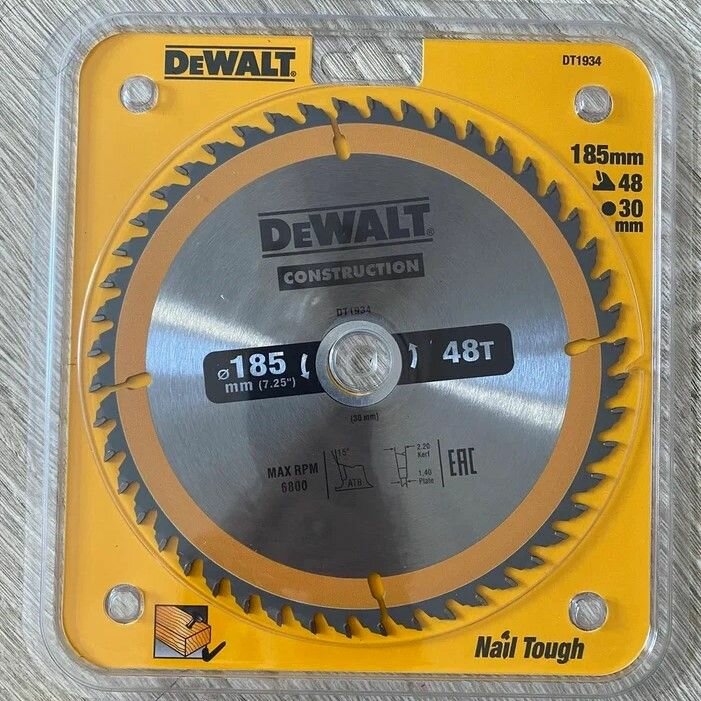 DEWALT®
DT1934
185mm
48
30
mm
DEWALT®
CONSTRUCTION
DT1934
Ø185
mm (7.25")
48T
(30 mm)
MAX RPM
6800
15°
ATB
2.20
Kerf
1.40
Plate
EAC
Nail Tough